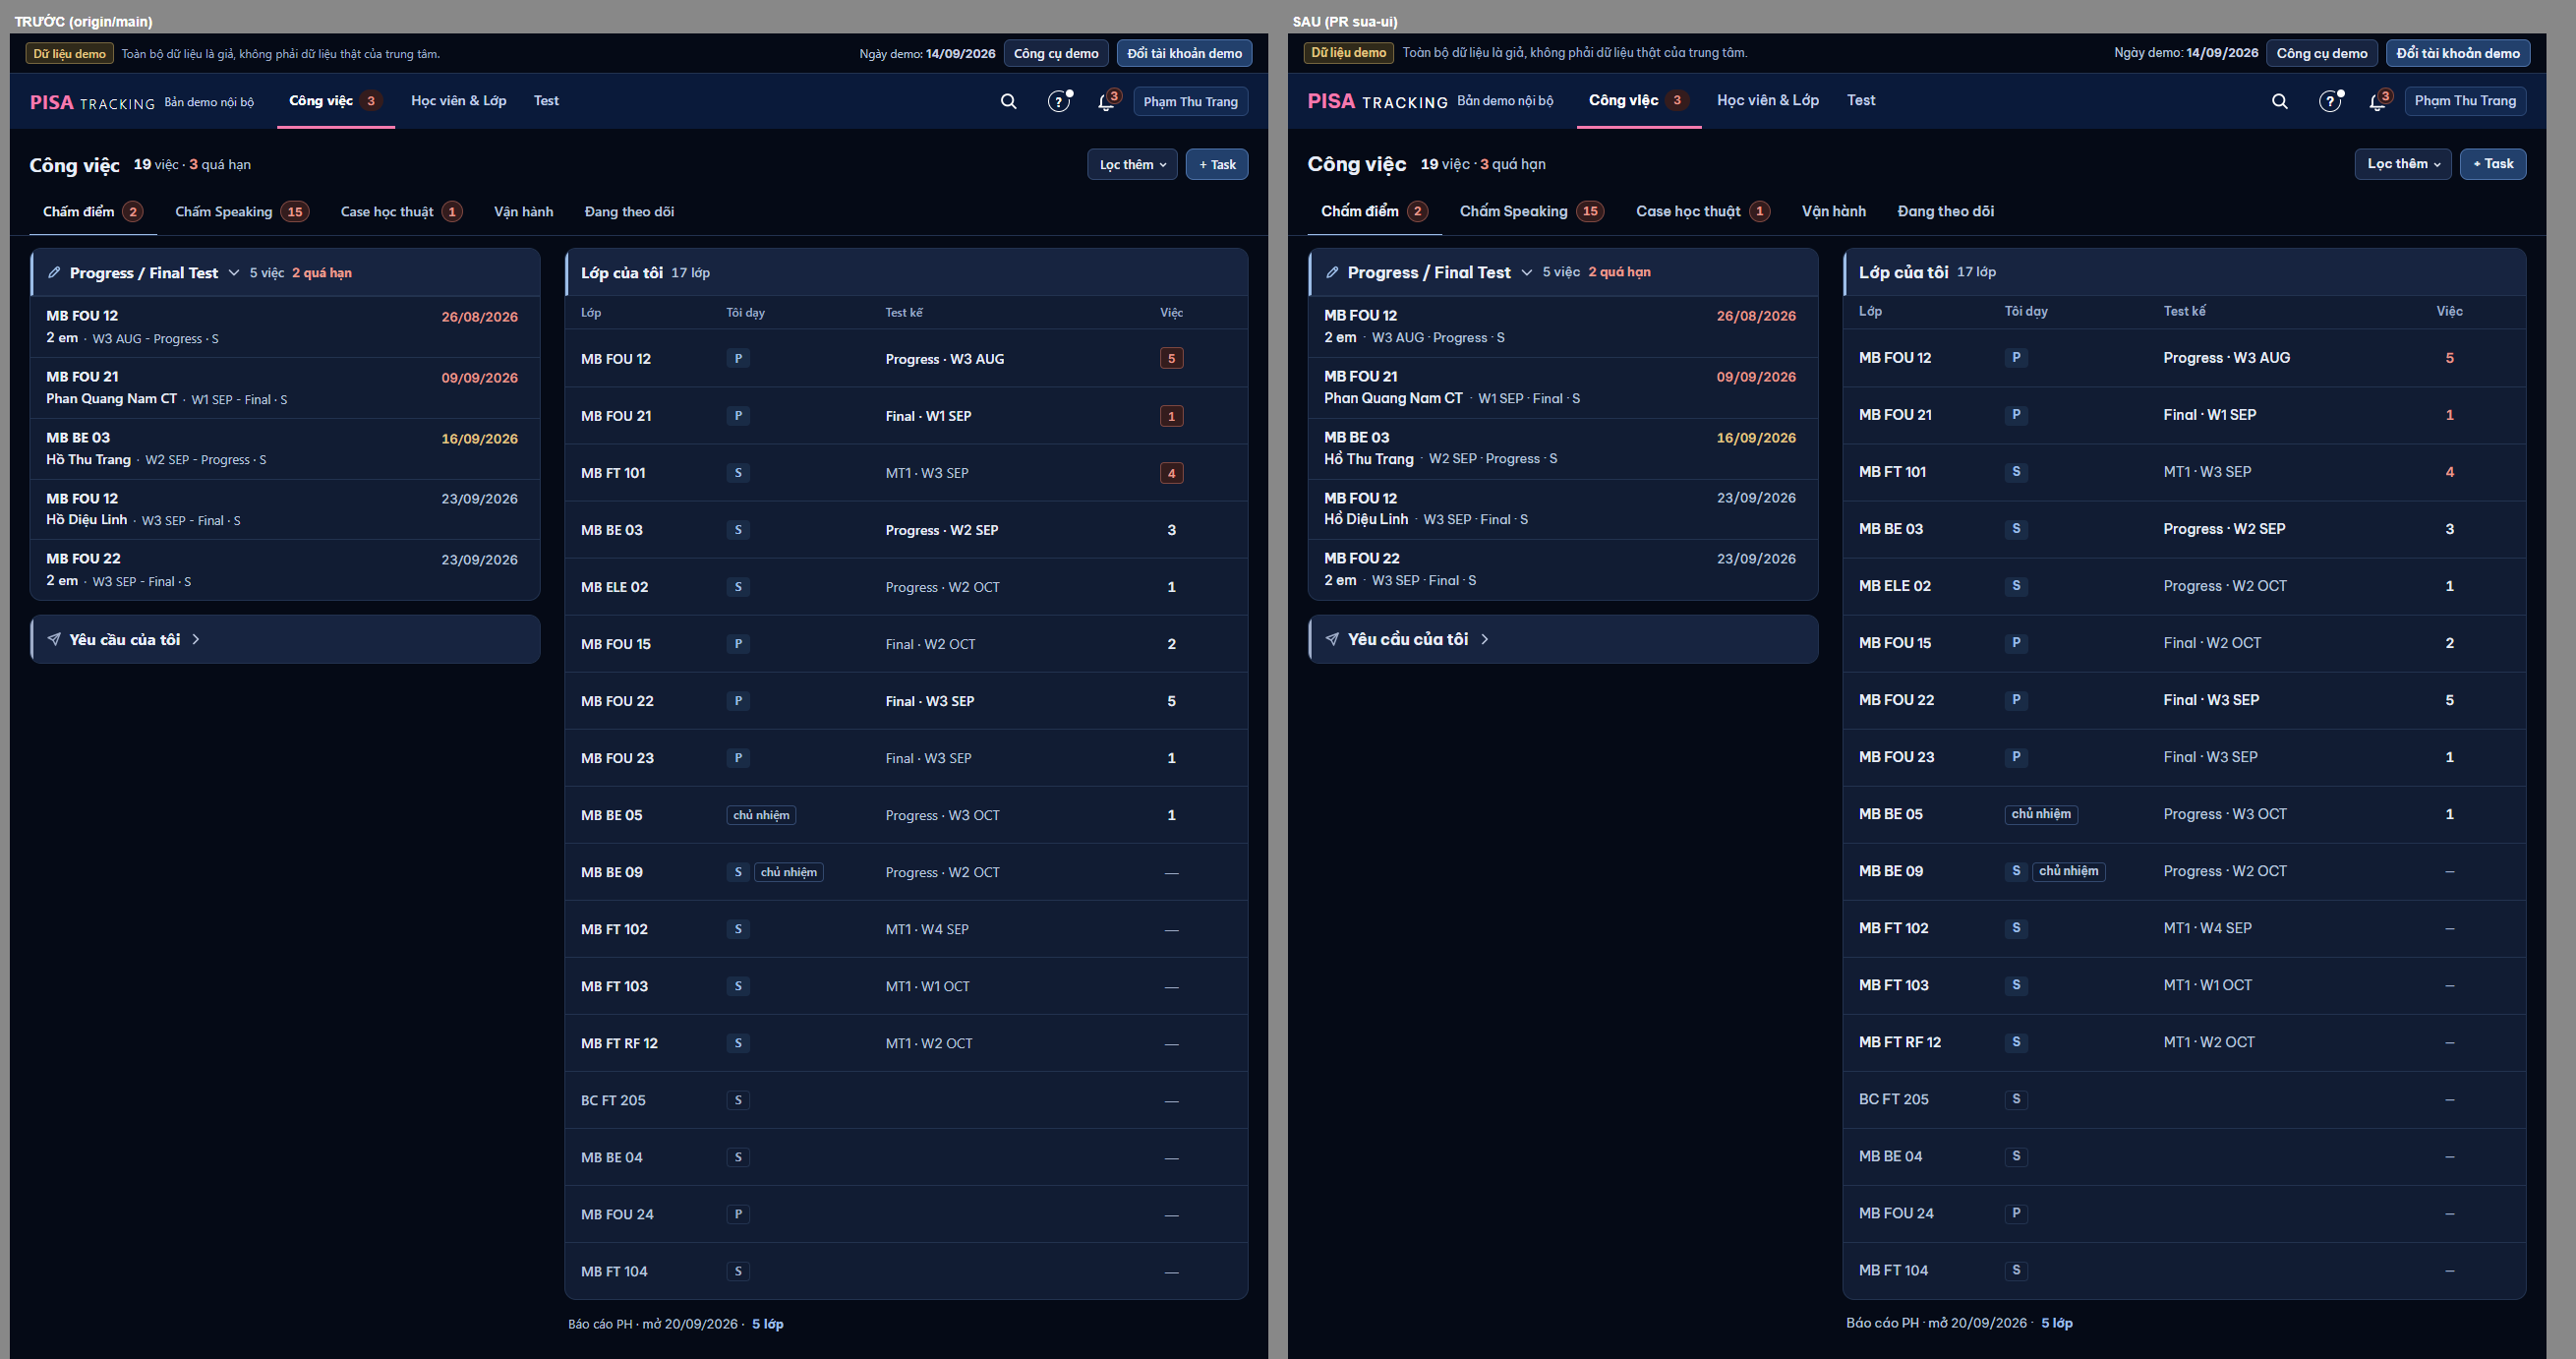 TRƯỚC (origin/main)
Dữ liệu demo Toàn bộ dữ liệu là giả, không phải dữ liệu thật của trung tâm. Ngày demo: 14/09/2026 Công cụ demo Đổi tài khoản demo
PISA TRACKING Bản demo nội bộ Công việc 3 Học viên & Lớp Test ? 3 Phạm Thu Trang
Công việc 19 việc · 3 quá hạn Lọc thêm + Task
Chấm điểm 2 Chấm Speaking 15 Case học thuật 1 Vận hành Đang theo dõi
Progress / Final Test 5 việc 2 quá hạn
MB FOU 12 26/08/2026
2 em · W3 AUG - Progress · S
MB FOU 21 09/09/2026
Phan Quang Nam CT · W1 SEP - Final · S
MB BE 03 16/09/2026
Hồ Thu Trang · W2 SEP - Progress · S
MB FOU 12 23/09/2026
Hồ Diệu Linh · W3 SEP - Final · S
MB FOU 22 23/09/2026
2 em · W3 SEP - Final · S
Yêu cầu của tôi
Lớp của tôi 17 lớp
Lớp Tôi dạy Test kế Việc
MB FOU 12 P Progress · W3 AUG 5
MB FOU 21 P Final · W1 SEP 1
MB FT 101 S MT1 · W3 SEP 4
MB BE 03 S Progress · W2 SEP 3
MB ELE 02 S Progress · W2 OCT 1
MB FOU 15 P Final · W2 OCT 2
MB FOU 22 P Final · W3 SEP 5
MB FOU 23 P Final · W3 SEP 1
MB BE 05 chủ nhiệm Progress · W3 OCT 1
MB BE 09 S chủ nhiệm Progress · W2 OCT —
MB FT 102 S MT1 · W4 SEP —
MB FT 103 S MT1 · W1 OCT —
MB FT RF 12 S MT1 · W2 OCT —
BC FT 205 S —
MB BE 04 S —
MB FOU 24 P —
MB FT 104 S —
Báo cáo PH · mở 20/09/2026 · 5 lớp
SAU (PR sua-ui)
Dữ liệu demo Toàn bộ dữ liệu là giả, không phải dữ liệu thật của trung tâm. Ngày demo: 14/09/2026 Công cụ demo Đổi tài khoản demo
PISA TRACKING Bản demo nội bộ Công việc 3 Học viên & Lớp Test ? 3 Phạm Thu Trang
Công việc 19 việc · 3 quá hạn Lọc thêm + Task
Chấm điểm 2 Chấm Speaking 15 Case học thuật 1 Vận hành Đang theo dõi
Progress / Final Test 5 việc 2 quá hạn
MB FOU 12 26/08/2026
2 em · W3 AUG · Progress · S
MB FOU 21 09/09/2026
Phan Quang Nam CT · W1 SEP · Final · S
MB BE 03 16/09/2026
Hồ Thu Trang · W2 SEP · Progress · S
MB FOU 12 23/09/2026
Hồ Diệu Linh · W3 SEP · Final · S
MB FOU 22 23/09/2026
2 em · W3 SEP · Final · S
Yêu cầu của tôi
Lớp của tôi 17 lớp
Lớp Tôi dạy Test kế Việc
MB FOU 12 P Progress · W3 AUG 5
MB FOU 21 P Final · W1 SEP 1
MB FT 101 S MT1 · W3 SEP 4
MB BE 03 S Progress · W2 SEP 3
MB ELE 02 S Progress · W2 OCT 1
MB FOU 15 P Final · W2 OCT 2
MB FOU 22 P Final · W3 SEP 5
MB FOU 23 P Final · W3 SEP 1
MB BE 05 chủ nhiệm Progress · W3 OCT 1
MB BE 09 S chủ nhiệm Progress · W2 OCT –
MB FT 102 S MT1 · W4 SEP –
MB FT 103 S MT1 · W1 OCT –
MB FT RF 12 S MT1 · W2 OCT –
BC FT 205 S –
MB BE 04 S –
MB FOU 24 P –
MB FT 104 S –
Báo cáo PH · mở 20/09/2026 · 5 lớp